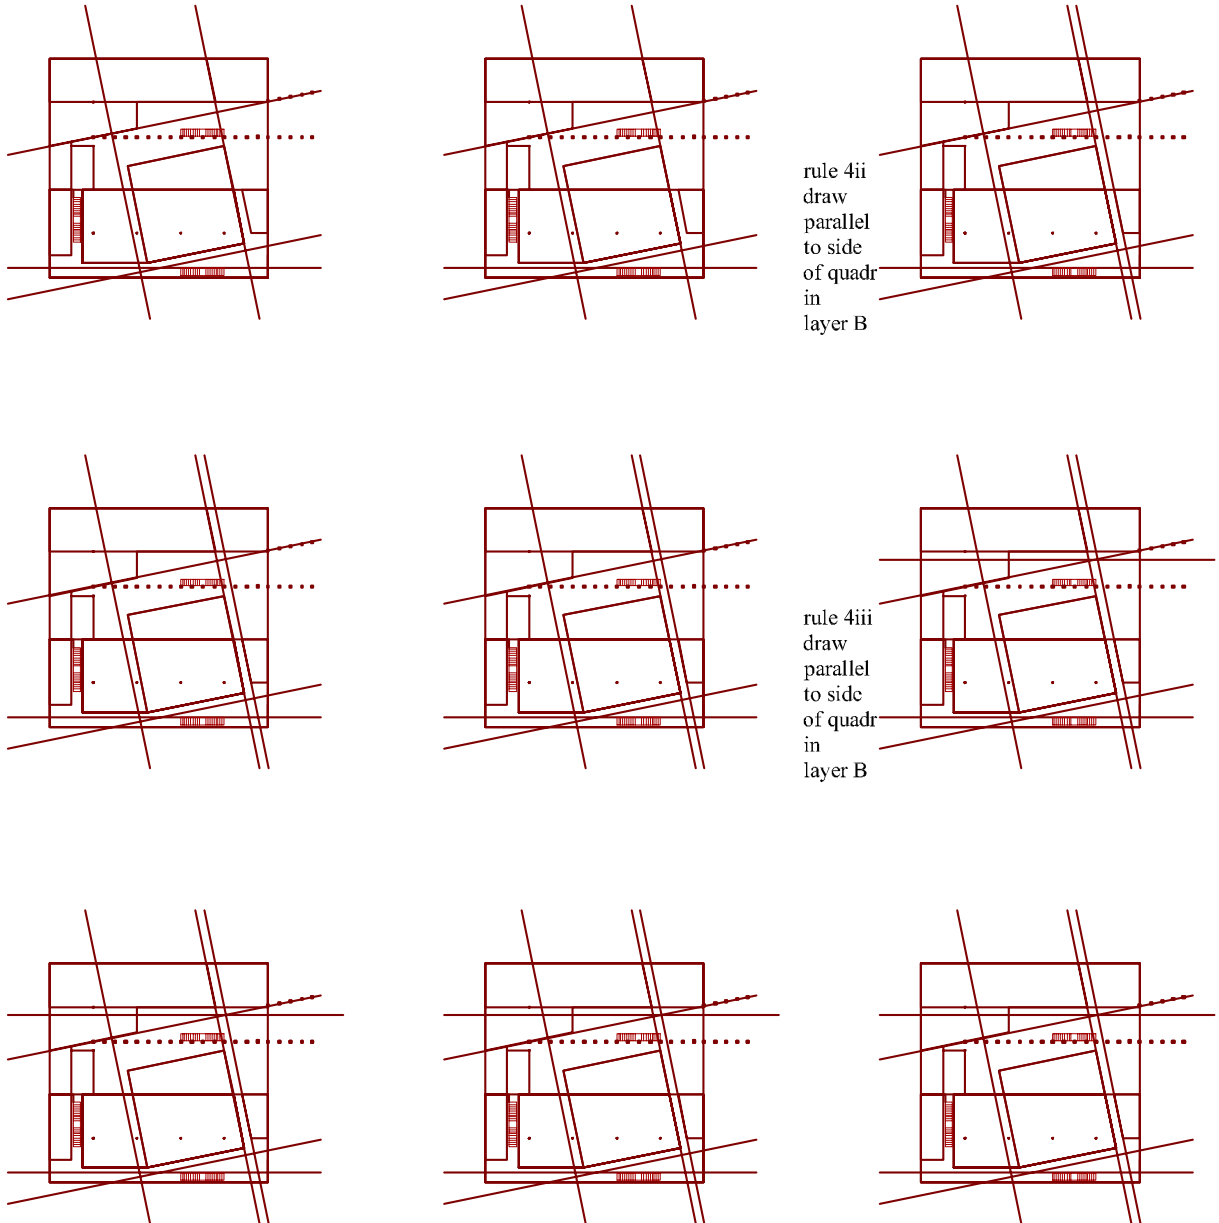 rule 4ii
draw
parallel
to side
of quadr
in
layer B
rule 4iii
draw
parallel
to side
of quadr
in
layer B